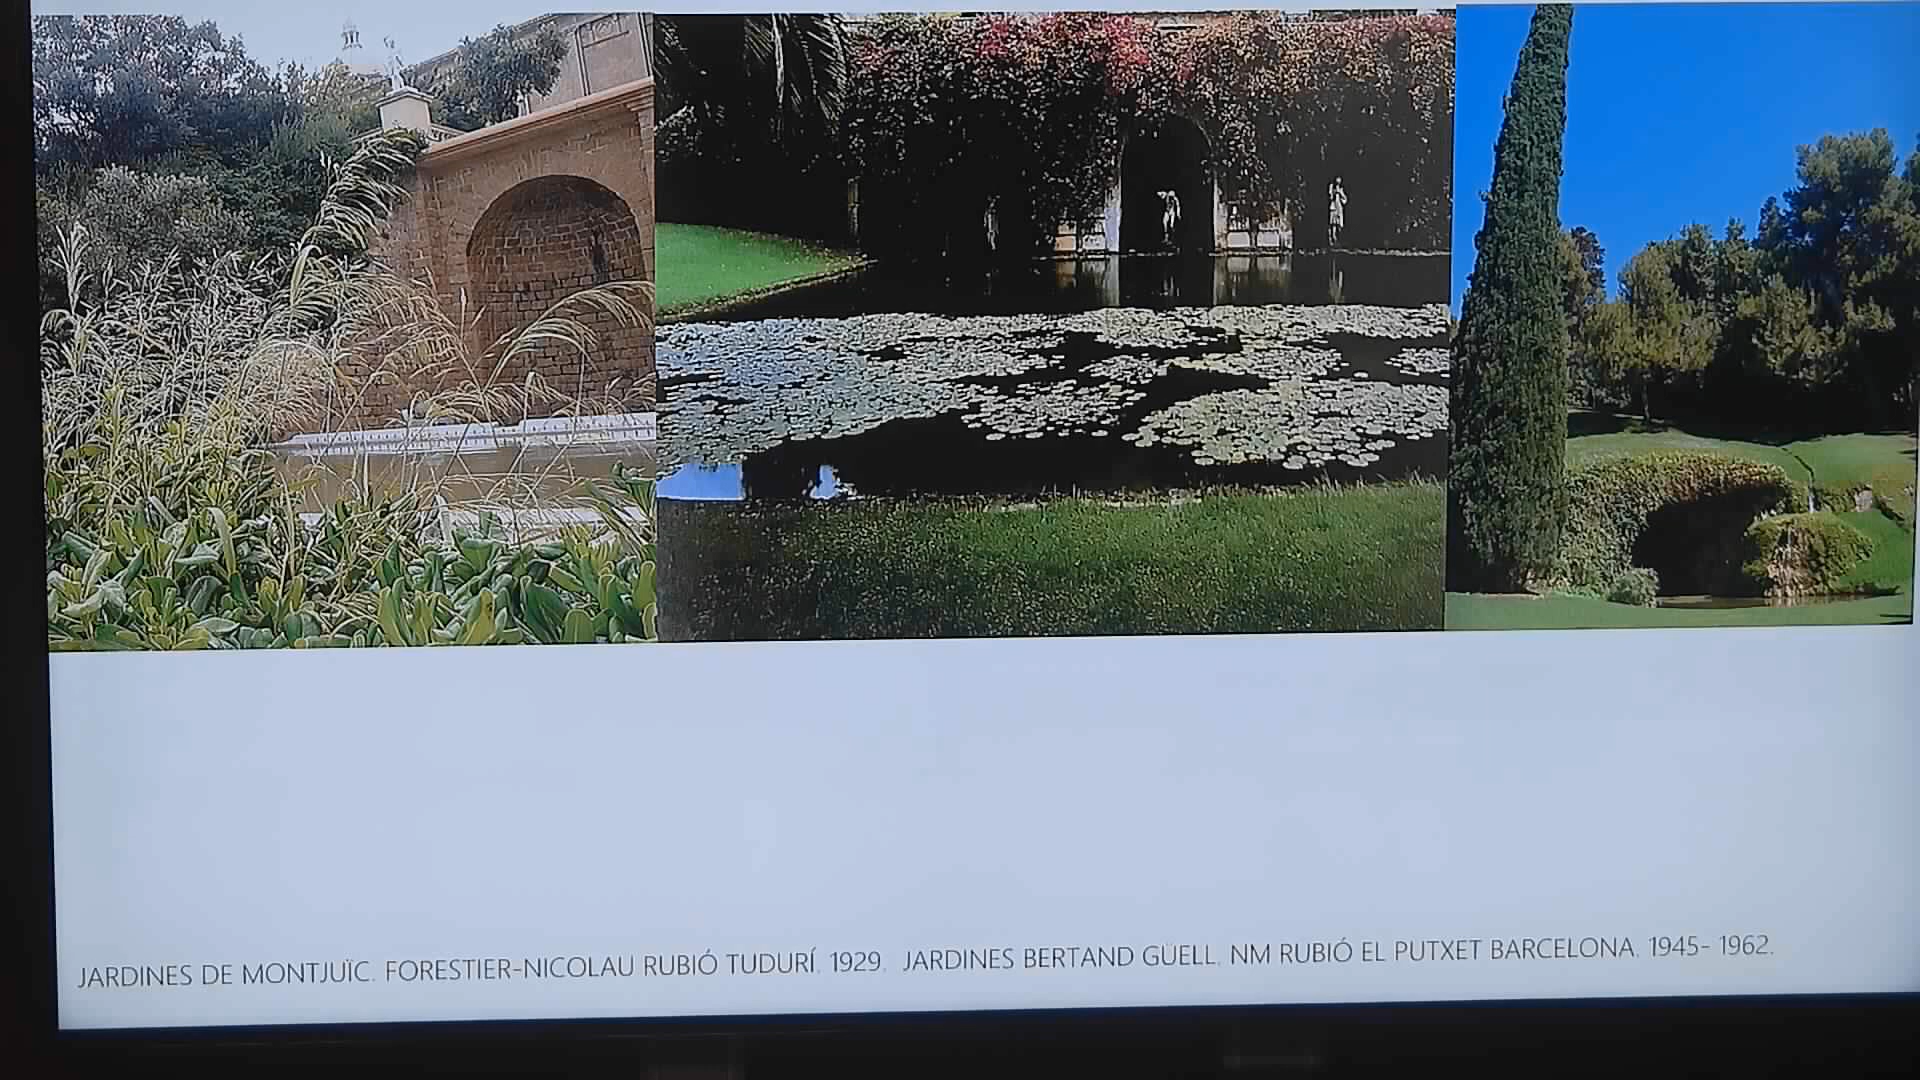 JARDINES DE MONTJUÏC. FORESTIER-NICOLAU RUBIÓ TUDURÍ. 1929. JARDINES BERTAND GÜELL. NM RUBIÓ EL PUTXET BARCELONA. 1945- 1962.